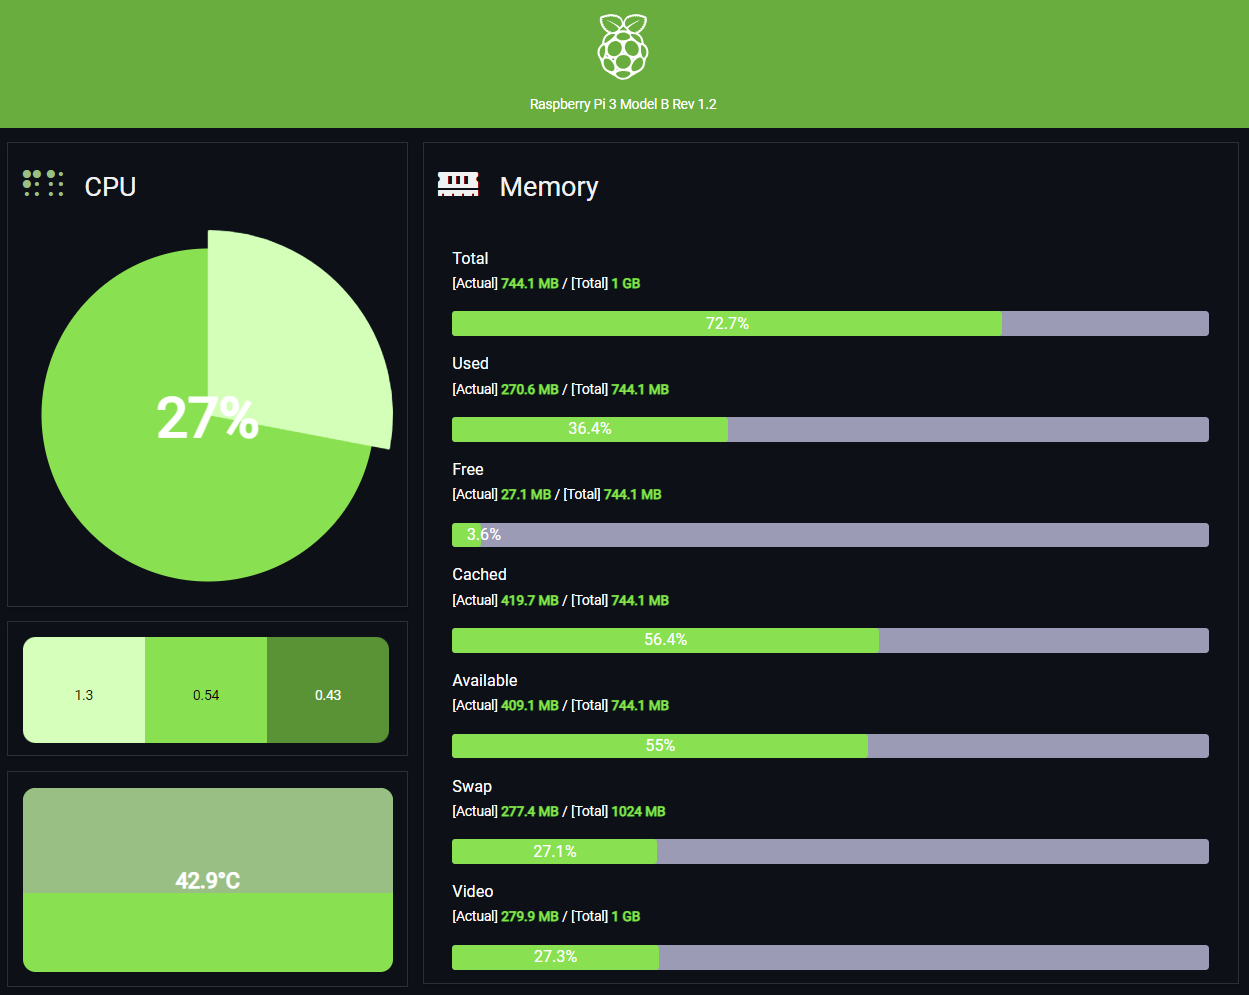 Raspberry Pi 3 Model B Rev 1.2
CPU
27%
1.3
0.54
0.43
42.9°C
Memory
Total
[Actual] 744.1 MB / [Total] 1 GB
72.7%
Used
[Actual] 270.6 MB / [Total] 744.1 MB
36.4%
Free
[Actual] 27.1 MB / [Total] 744.1 MB
3.6%
Cached
[Actual] 419.7 MB / [Total] 744.1 MB
56.4%
Available
[Actual] 409.1 MB / [Total] 744.1 MB
55%
Swap
[Actual] 277.4 MB / [Total] 1024 MB
27.1%
Video
[Actual] 279.9 MB / [Total] 1 GB
27.3%